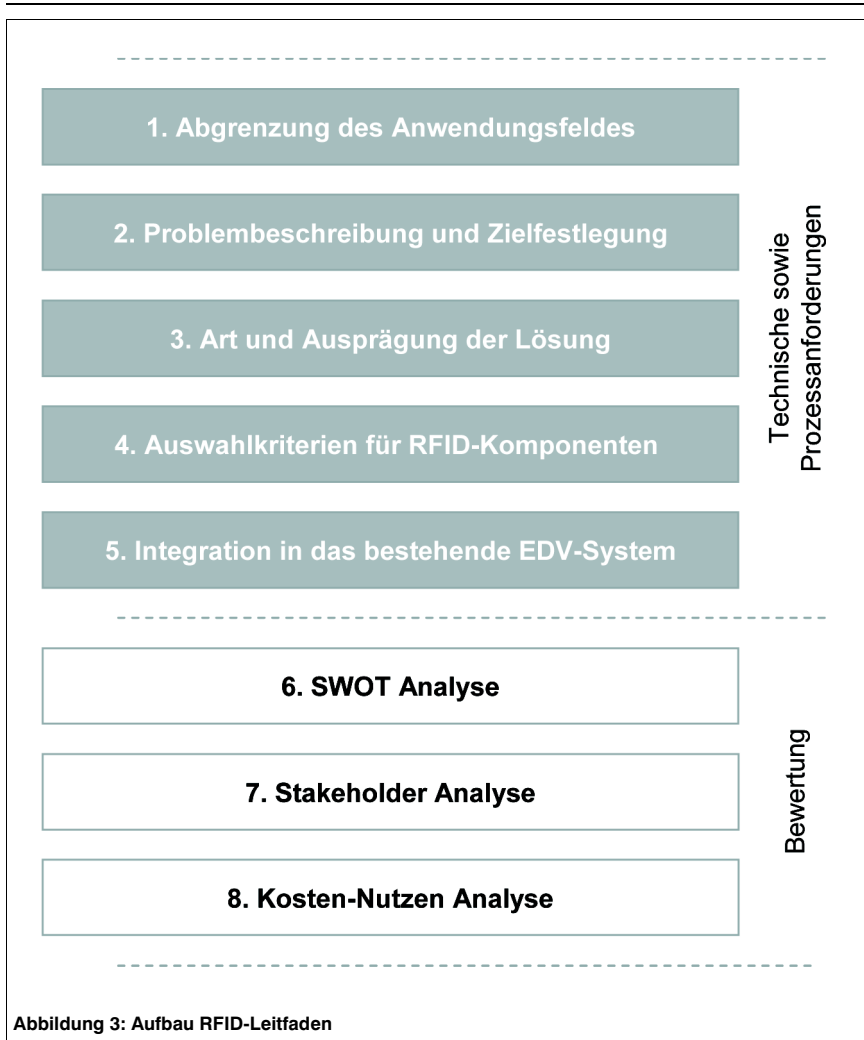 1. Abgrenzung des Anwendungsfeldes
2. Problembeschreibung und Zielfestlegung
3. Art und Ausprägung der Lösung
4. Auswahlkriterien für RFID-Komponenten
5. Integration in das bestehende EDV-System
Technische sowie
Prozessanforderungen
6. SWOT Analyse
7. Stakeholder Analyse
8. Kosten-Nutzen Analyse
Bewertung
Abbildung 3: Aufbau RFID-Leitfaden